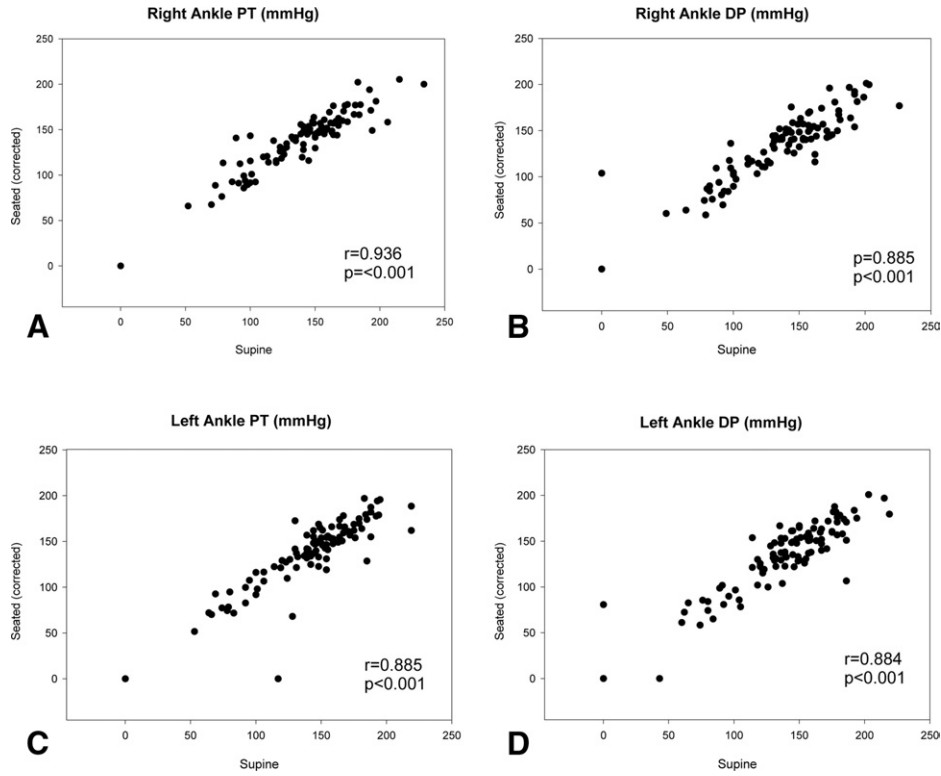 Right Ankle PT (mmHg)
250
200
150
100
50
0
Seated (corrected)
r=0.936
p=<0.001
0 50 100 150 200 250
Supine
A
Right Ankle DP (mmHg)
250
200
150
100
50
0
Seated (corrected)
p=0.885
p<0.001
0 50 100 150 200 250
Supine
B
Left Ankle PT (mmHg)
250
200
150
100
50
0
Seated (corrected)
r=0.885
p<0.001
0 50 100 150 200 250
Supine
C
Left Ankle DP (mmHg)
250
200
150
100
50
0
Seated (corrected)
r=0.884
p<0.001
0 50 100 150 200 250
Supine
D